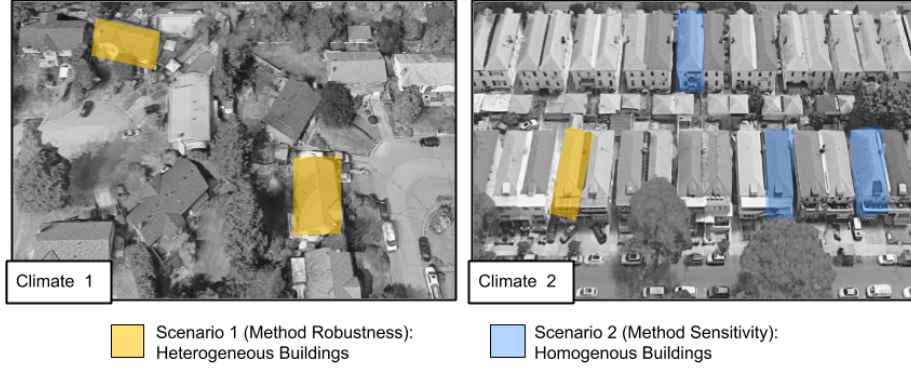 Climate 1
Climate 2
Scenario 1 (Method Robustness):
Heterogeneous Buildings
Scenario 2 (Method Sensitivity):
Homogenous Buildings